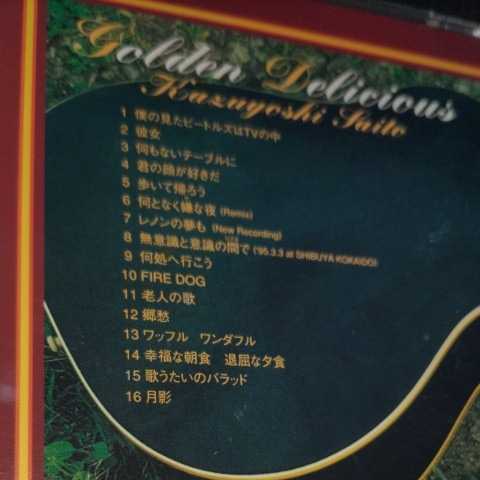 Golden Delicious
Kazuyoshi Saito
1 僕の見たビートルズはTVの中
2 彼女
3 何もないテーブルに
4 君の顔が好きだ
5 歩いて帰ろう
6 何となく嫌な夜 (Remix)
7 レノンの夢も (New Recording)
8 無意識と意識の間で ('95.3.3 at SHIBUYA KOKAIDO)
9 何処へ行こう
10 FIRE DOG
11 老人の歌
12 郷愁
13 ワッフル ワンダフル
14 幸福な朝食 退屈な夕食
15 歌うたいのバラッド
16 月影